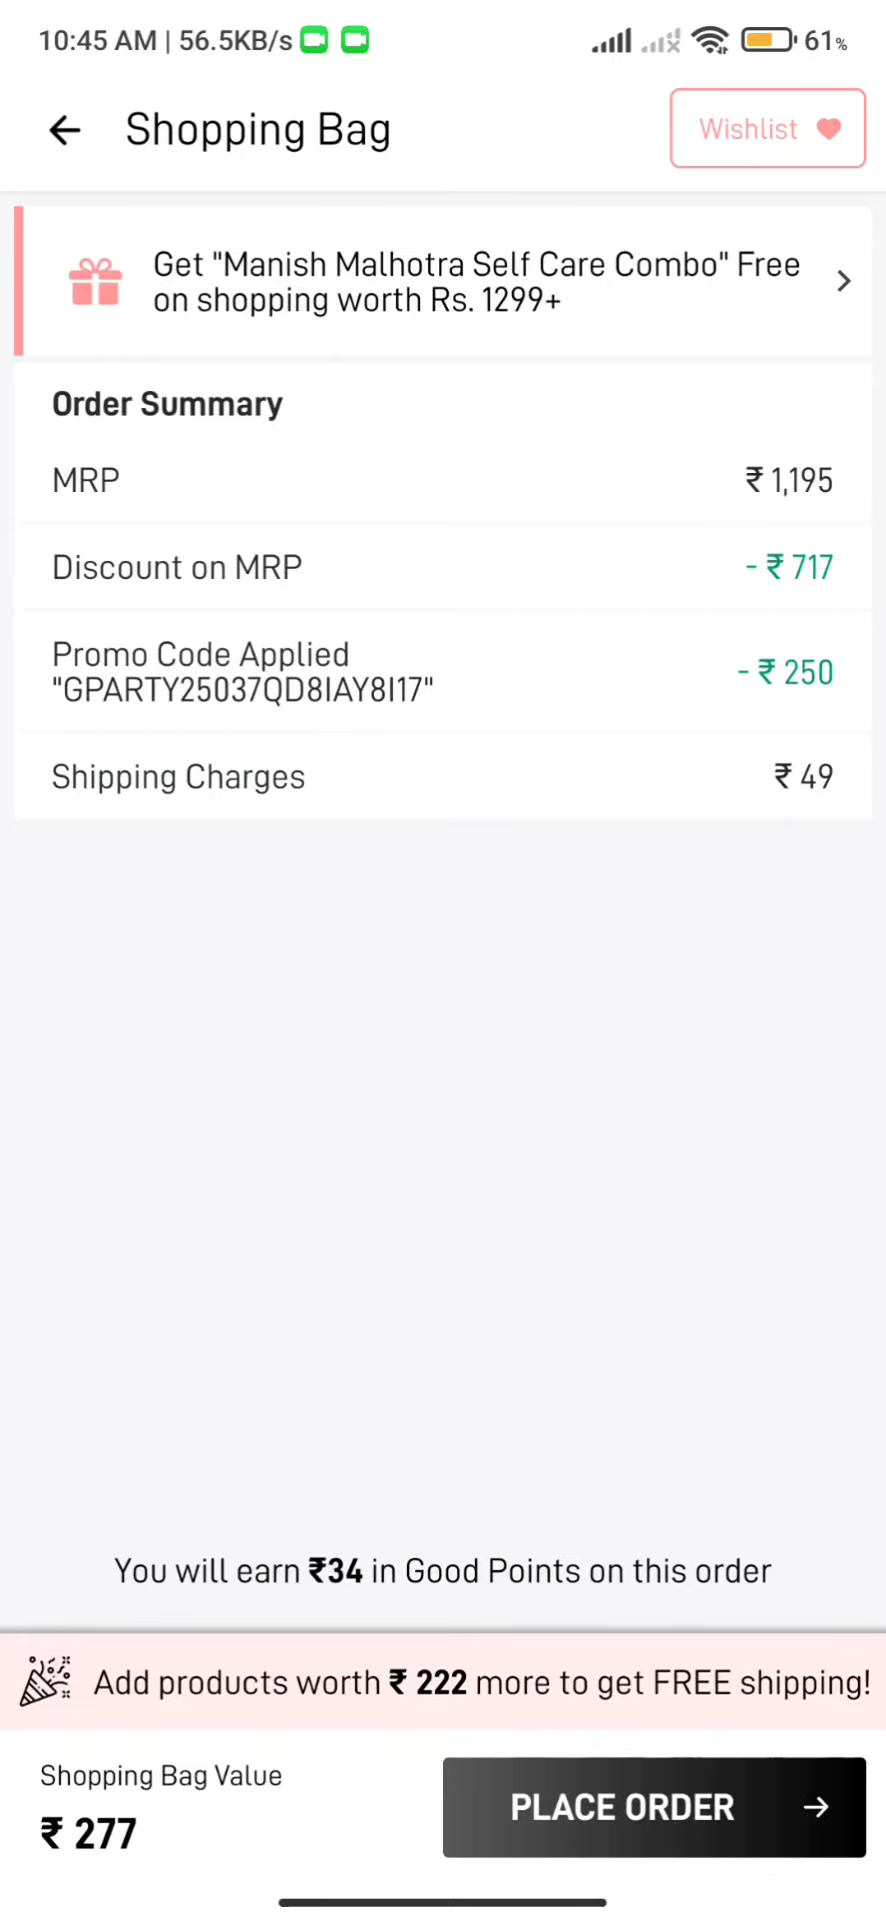 10:45 AM | 56.5KB/s 61%
Shopping Bag
Wishlist
Get "Manish Malhotra Self Care Combo" Free
on shopping worth Rs. 1299+
Order Summary
MRP ₹ 1,195
Discount on MRP - ₹ 717
Promo Code Applied
"GPARTY25037QD8IAY8I17" - ₹ 250
Shipping Charges ₹ 49
You will earn ₹34 in Good Points on this order
Add products worth ₹ 222 more to get FREE shipping!
Shopping Bag Value
₹ 277
PLACE ORDER